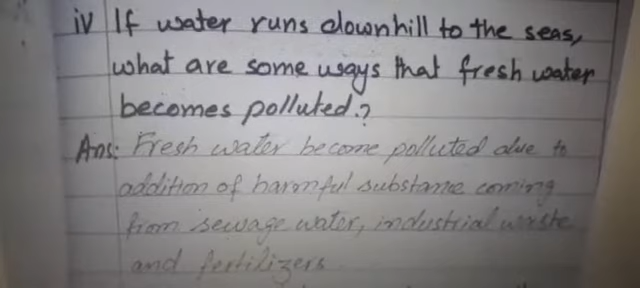 iv If water runs downhill to the seas,
what are some ways that fresh water
becomes polluted.?
Ans: Fresh water become polluted due to
addition of harmful substance coming
from sewage water, industrial waste
and fertilizers